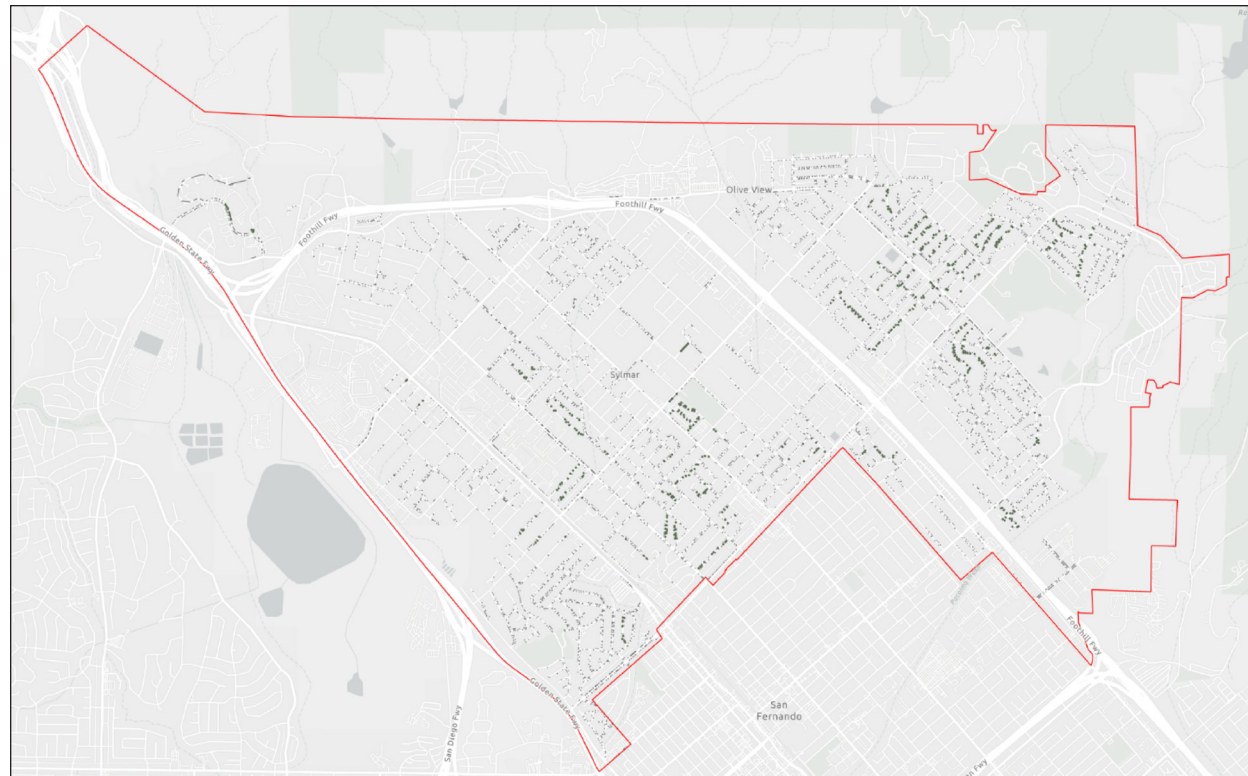 Olive View
Foothill Fwy
Foothill Fwy
Golden State Fwy
Sylmar
Golden State Fwy
San Diego Fwy
San
Fernando
Foothill Fwy